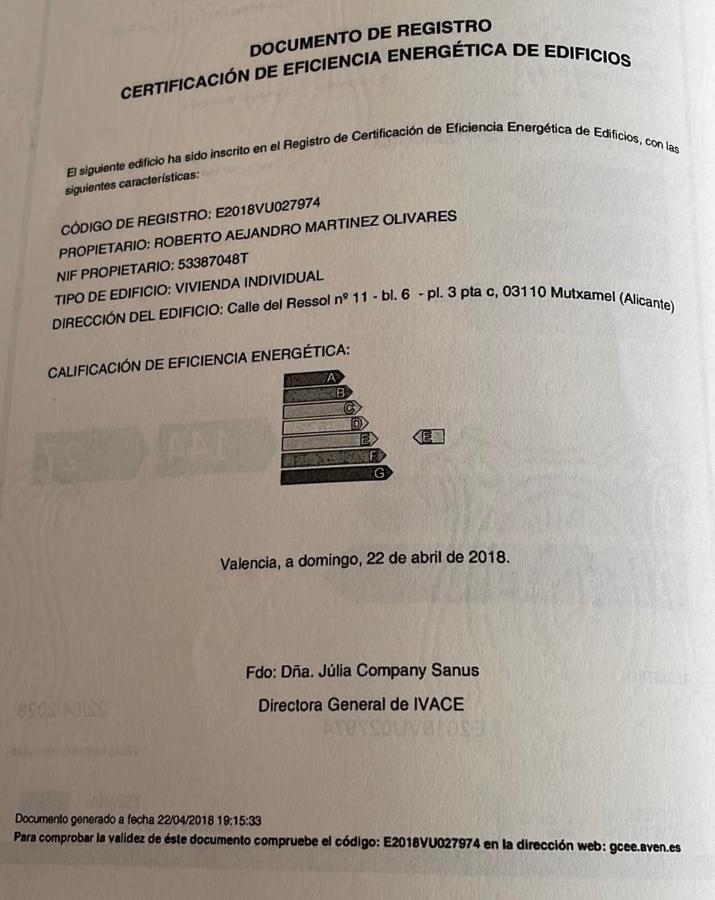 DOCUMENTO DE REGISTRO
CERTIFICACIÓN DE EFICIENCIA ENERGÉTICA DE EDIFICIOS
El siguiente edificio ha sido inscrito en el Registro de Certificación de Eficiencia Energética de Edificios, con las
siguientes características:
CÓDIGO DE REGISTRO: E2018VU027974
PROPIETARIO: ROBERTO AEJANDRO MARTINEZ OLIVARES
NIF PROPIETARIO: 53387048T
TIPO DE EDIFICIO: VIVIENDA INDIVIDUAL
DIRECCIÓN DEL EDIFICIO: Calle del Ressol nº 11 - bl. 6 - pl. 3 pta c, 03110 Mutxamel (Alicante)
CALIFICACIÓN DE EFICIENCIA ENERGÉTICA:
A
B
C
D
E
E
F
G
Valencia, a domingo, 22 de abril de 2018.
Fdo: Dña. Júlia Company Sanus
Directora General de IVACE
22/04/2028
E2018VU027974
ESPAÑA
Documento generado a fecha 22/04/2018 19:15:33
Para comprobar la validez de éste documento compruebe el código: E2018VU027974 en la dirección web: gcee.aven.es